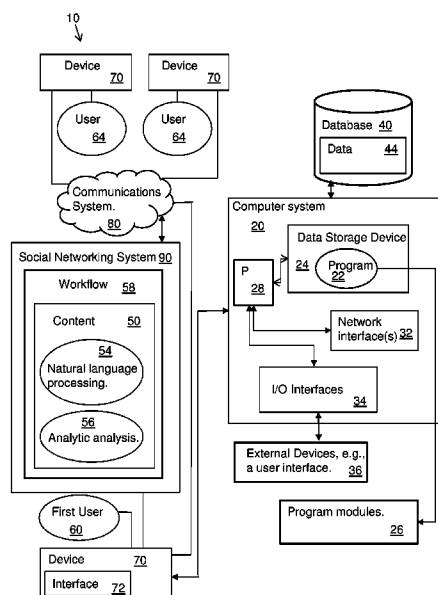 10
Device
70
Device
70
User
64
User
64
Communications
System.
80
Database 40
Data 44
Social Networking System 90
Workflow
58
Content
50
54
Natural language
processing.
56
Analytic analysis.
First User
60
Device 70
Interface 72
Computer system
20
Data Storage Device
24
Program
22
P
28
Network
interface(s) 32
I/O Interfaces
34
External Devices, e.g.,
a user interface. 36
Program modules.
26